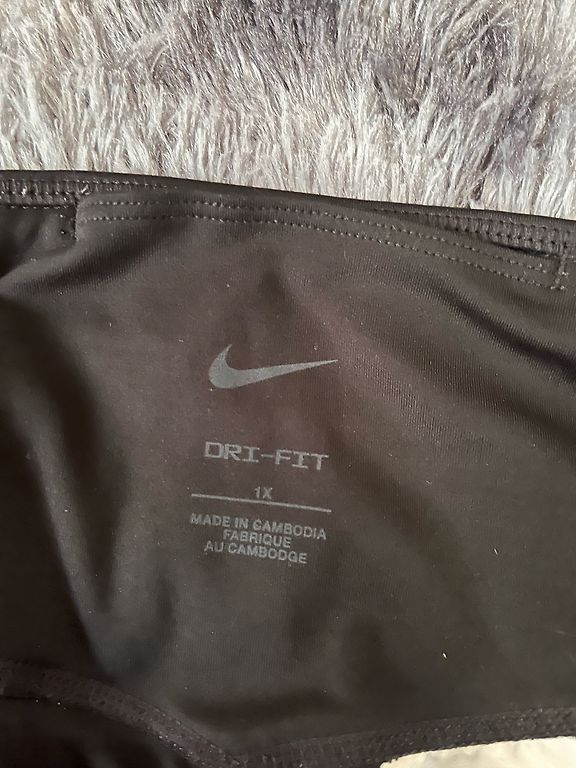 DRI-FIT
1X
MADE IN CAMBODIA
FABRIQUE
AU CAMBODGE